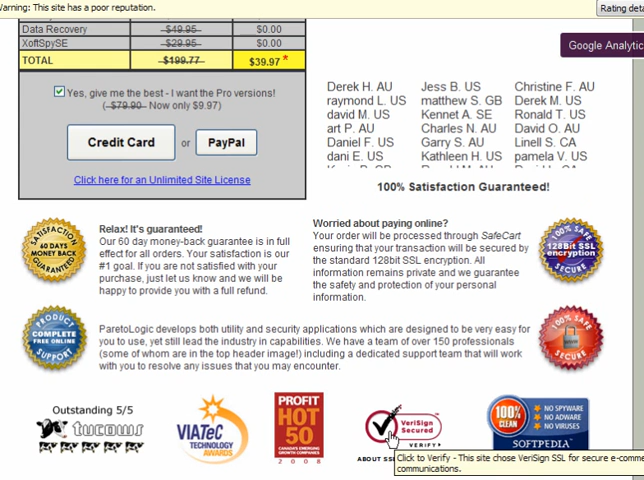 Warning: This site has a poor reputation.
Rating deta
Data Recovery $49.95 $0.00
XoftSpySE $29.95 $0.00
TOTAL $199.77 $39.97 *
Google Analytic
Yes, give me the best - I want the Pro versions!
($79.90 Now only $9.97)
Credit Card or PayPal
Click here for an Unlimited Site License
Derek H. AU Jess B. US Christine F. AU
raymond L. US matthew S. GB Derek M. US
david M. US Kennet A. SE Ronald T. US
art P. AU Charles N. AU David O. AU
Daniel F. US Garry S. AU Linell S. CA
dani E. US Kathleen H. US pamela V. US
100% Satisfaction Guaranteed!
SATISFACTION
60 DAYS
MONEY BACK
GUARANTEED
Relax! It's guaranteed!
Our 60 day money-back guarantee is in full
effect for all orders. Your satisfaction is our
#1 goal. If you are not satisfied with your
purchase, just let us know and we will be
happy to provide you with a full refund.
Worried about paying online?
Your order will be processed through SafeCart
ensuring that your transaction will be secured by
the standard 128bit SSL encryption. All
information remains private and we guarantee
the safety and protection of your personal
information.
100% SAFE
128Bit SSL
encryption
SECURE
PRODUCT
COMPLETE
FREE ONLINE
SUPPORT
ParetoLogic develops both utility and security applications which are designed to be very easy for
you to use, yet still lead the industry in capabilities. We have a team of over 150 professionals
(some of whom are in the top header image!) including a dedicated support team that will work
with you to resolve any issues that you may encounter.
100% SAFE
SECURE
Outstanding 5/5
tucows
VIATeC
TECHNOLOGY
AWARDS
PROFIT
HOT
50
CANADA'S EMERGING
GROWTH COMPANIES
2008
VeriSign
Secured
VERIFY
ABOUT SS
100%
CLEAN
NO SPYWARE
NO ADWARE
NO VIRUSES
SOFTPEDIA
Click to Verify - This site chose VeriSign SSL for secure e-comme
communications.